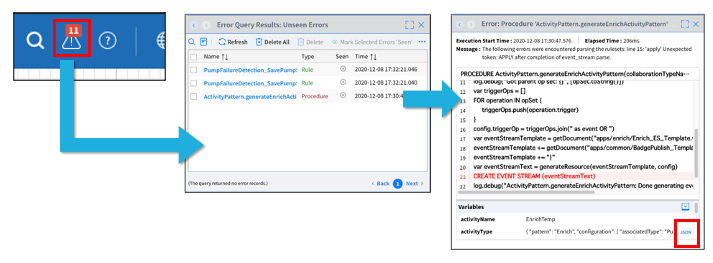 11
?
Error Query Results: Unseen Errors
Refresh Delete All Delete Mark Selected Errors 'Seen' ...
Name Type Seen Time
PumpFailureDetection_SavePump: Rule 2020-12-08 17:32:21.046
PumpFailureDetection_SavePump: Rule 2020-12-08 17:32:21.040
ActivityPattern.generateEnrichActi Procedure 2020-12-08 17:30:4
(The query returned no error records.) < Back 1 Next >
Error: Procedure 'ActivityPattern.generateEnrichActivityPattern'
Execution Start Time : 2020-12-08 17:30:47.576 Elapsed Time : 206ms
Message : The following errors were encountered parsing the rulesets: line 15: 'apply' Unexpected
token: APPLY after completion of event_stream parse.
PROCEDURE ActivityPattern.generateEnrichActivityPattern(collaborationTypeNa···
11 log.debug("Got parent op set: {}", [opSet.toString()])
12 var triggerOps = []
13 FOR operation IN opSet {
14 triggerOps.push(operation.trigger)
15 }
16 config.triggerOp = triggerOps.join(" as event OR ")
17 var eventStreamTemplate = getDocument("apps/enrich/Enrich_ES_Template.
18 eventStreamTemplate += getDocument("apps/common/BadgePublish_Templa
19 eventStreamTemplate += "}"
20 var eventStreamText = generateResource(eventStreamTemplate, config)
21 CREATE EVENT STREAM (eventStreamText)
22 log.debug("ActivityPattern.generateEnrichActivityPattern: Done generating eve
Variables
activityName EnrichTemp
activityType { "pattern": "Enrich", "configuration": { "associatedType": "Pu JSON